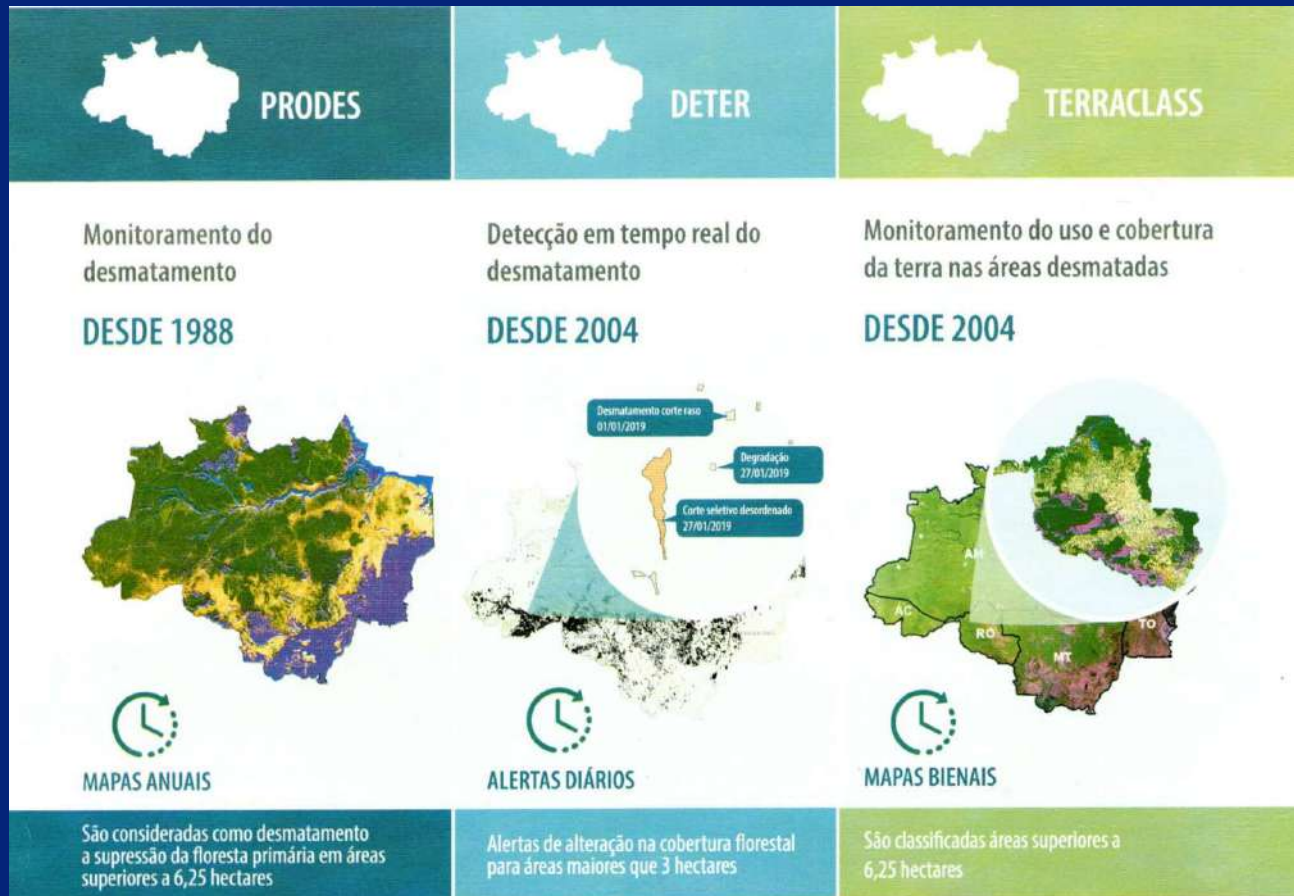 PRODES
Monitoramento do
desmatamento
DESDE 1988
MAPAS ANUAIS
São consideradas como desmatamento
a supressão da floresta primária em áreas
superiores a 6,25 hectares
DETER
Detecção em tempo real do
desmatamento
DESDE 2004
Desmatamento corte raso
01/01/2019
Degradação
27/01/2019
Corte seletivo desordenado
27/01/2019
ALERTAS DIÁRIOS
Alertas de alteração na cobertura florestal
para áreas maiores que 3 hectares
TERRACLASS
Monitoramento do uso e cobertura
da terra nas áreas desmatadas
DESDE 2004
AM
AC
RO
MT
TO
MAPAS BIENAIS
São classificadas áreas superiores a
6,25 hectares